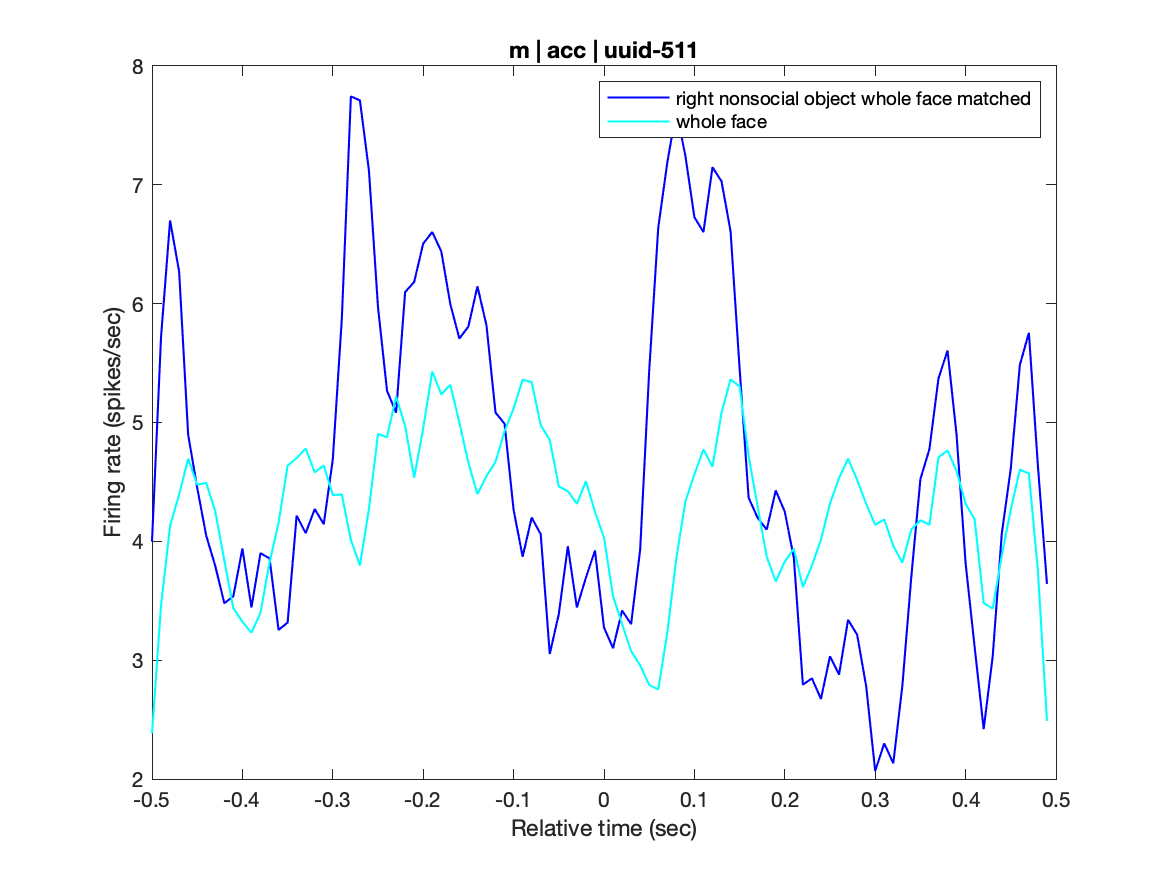 m | acc | uuid-511
8
right nonsocial object whole face matched
whole face
7
6
5
4
3
2
Firing rate (spikes/sec)
-0.5 -0.4 -0.3 -0.2 -0.1 0 0.1 0.2 0.3 0.4 0.5
Relative time (sec)